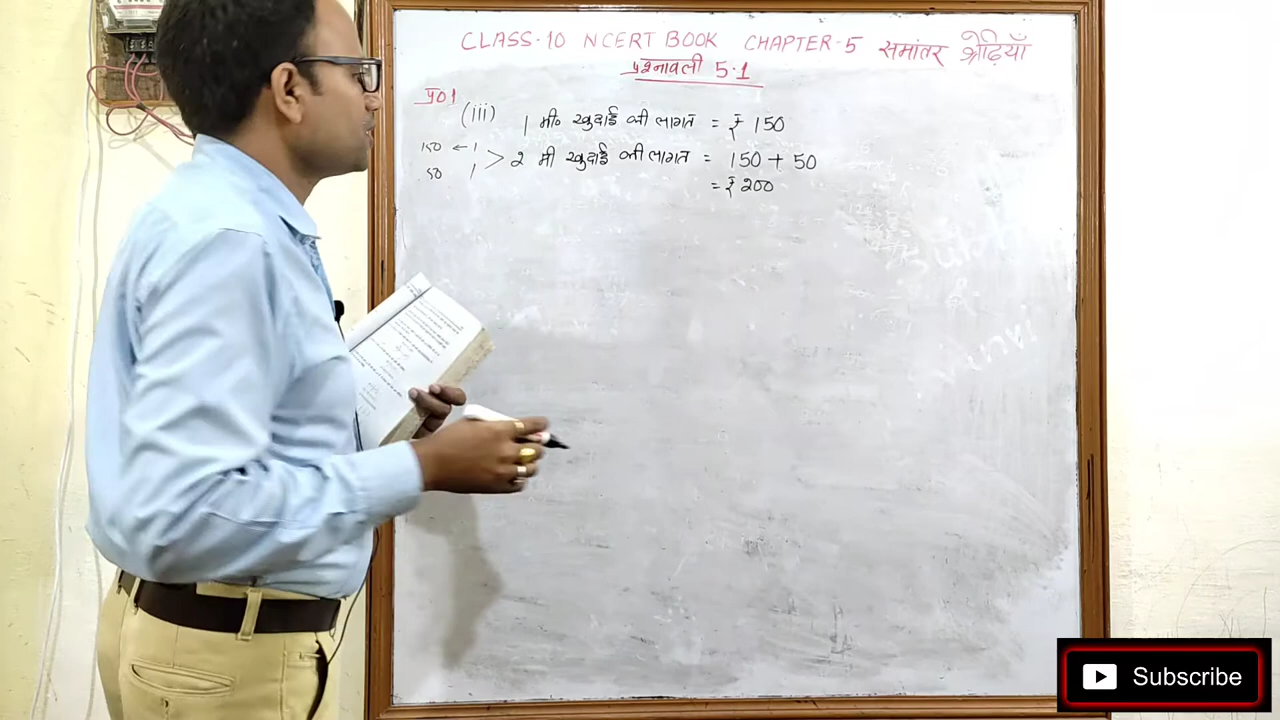 CLASS-10 NCERT BOOK CHAPTER-5 समांतर श्रेढ़ियाँ
प्रश्नावली 5.1
प्र01
(iii) 1 मी० खुदाई की लागत = ₹ 150
150 ← 1
50 1 > 2 मी खुदाई की लागत = 150 + 50
= ₹ 200
Subscribe